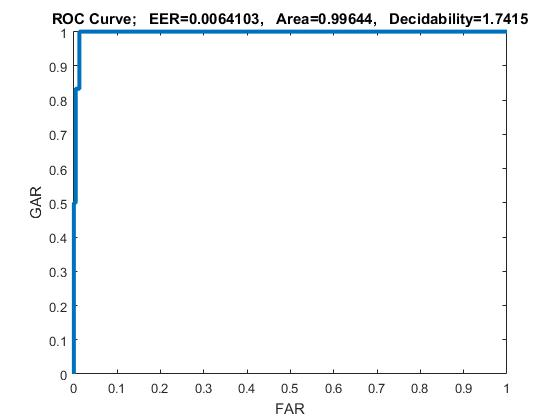 ROC Curve;   EER=0.0064103,   Area=0.99644,   Decidability=1.7415
1
0.9
0.8
0.7
0.6
0.5
0.4
0.3
0.2
0.1
0
GAR
0 0.1 0.2 0.3 0.4 0.5 0.6 0.7 0.8 0.9 1
FAR